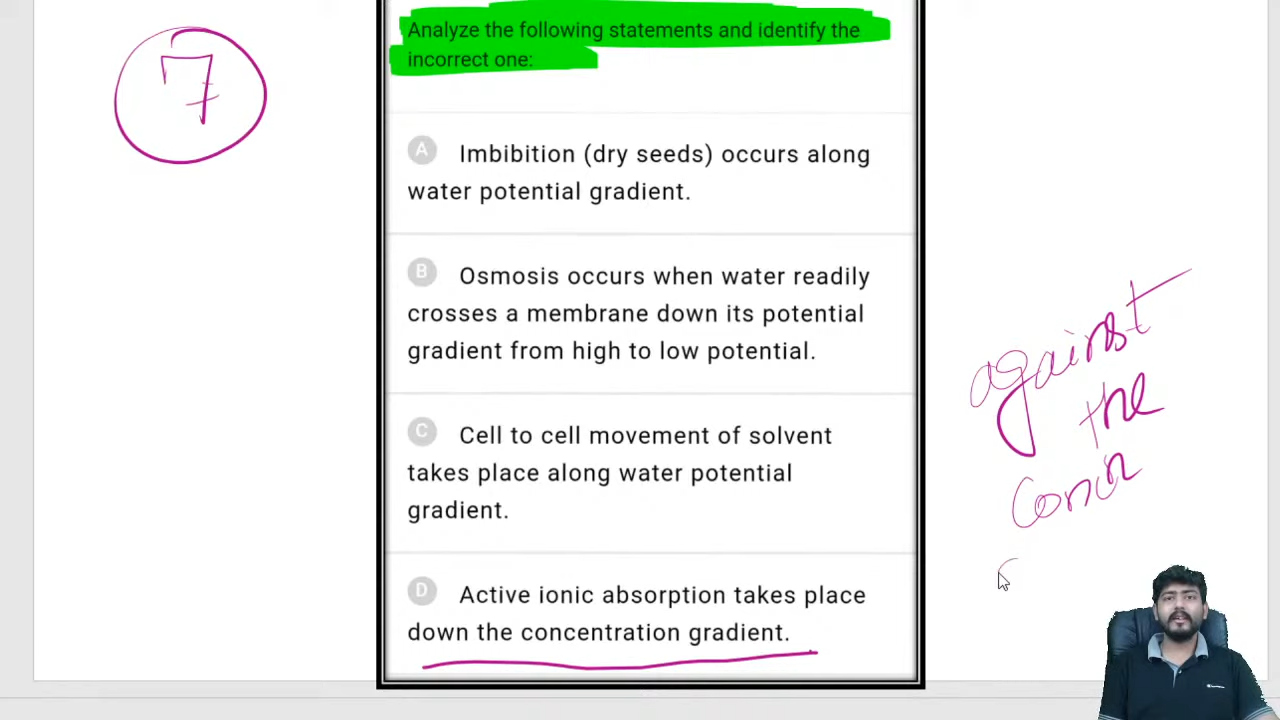 7
Analyze the following statements and identify the
incorrect one:
A Imbibition (dry seeds) occurs along
water potential gradient.
B Osmosis occurs when water readily
crosses a membrane down its potential
gradient from high to low potential.
C Cell to cell movement of solvent
takes place along water potential
gradient.
D Active ionic absorption takes place
down the concentration gradient.
against
the